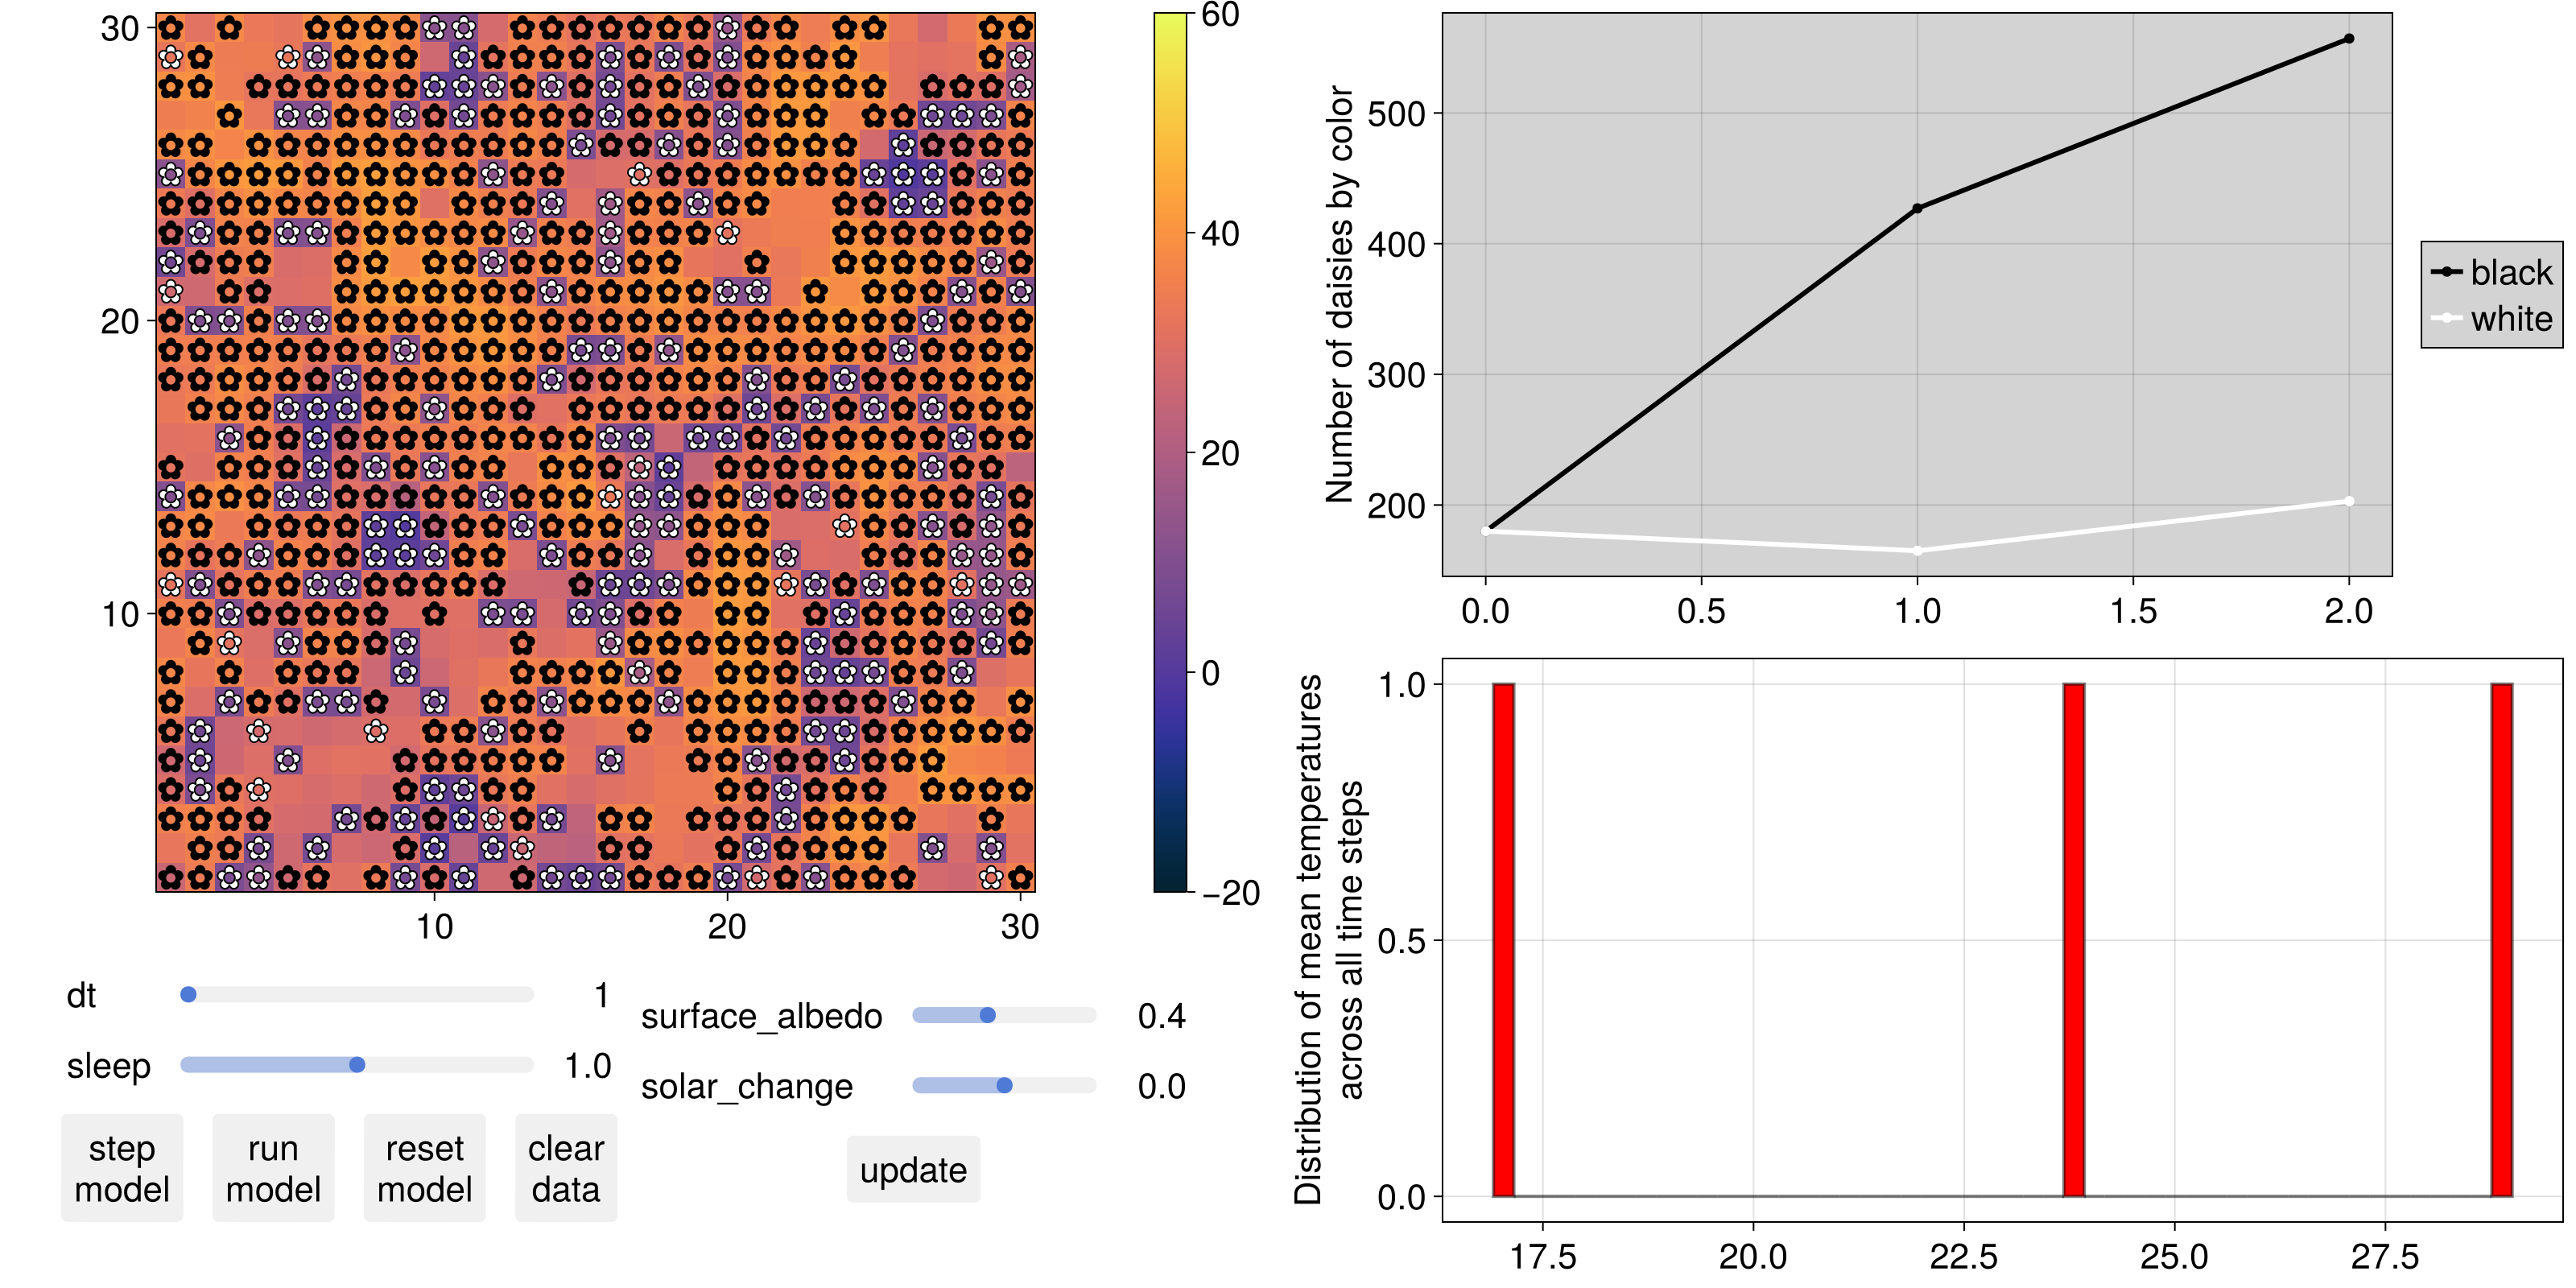 30
20
10
10
20
30
60
40
20
0
−20
Number of daisies by color
500
400
300
200
0.0
0.5
1.0
1.5
2.0
black
white
Distribution of mean temperatures
across all time steps
1.0
0.5
0.0
17.5
20.0
22.5
25.0
27.5
dt
1
sleep
1.0
surface_albedo
0.4
solar_change
0.0
step
model
run
model
reset
model
clear
data
update